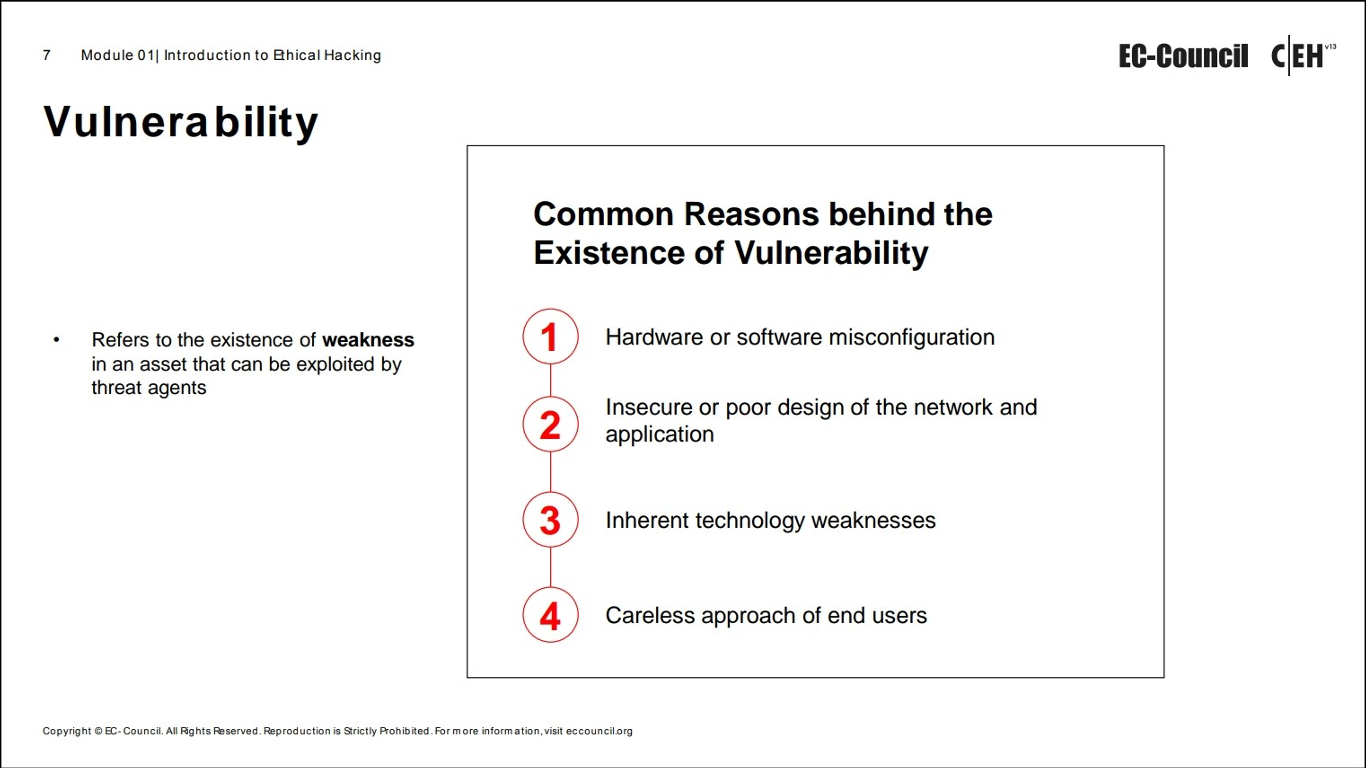 7 Module 01| Introduction to Ethical Hacking
EC-Council C|EH v13
Vulnerability
• Refers to the existence of weakness
in an asset that can be exploited by
threat agents
Common Reasons behind the
Existence of Vulnerability
1 Hardware or software misconfiguration
2 Insecure or poor design of the network and
application
3 Inherent technology weaknesses
4 Careless approach of end users
Copyright © EC-Council. All Rights Reserved. Reproduction is Strictly Prohibited. For more information, visit eccouncil.org